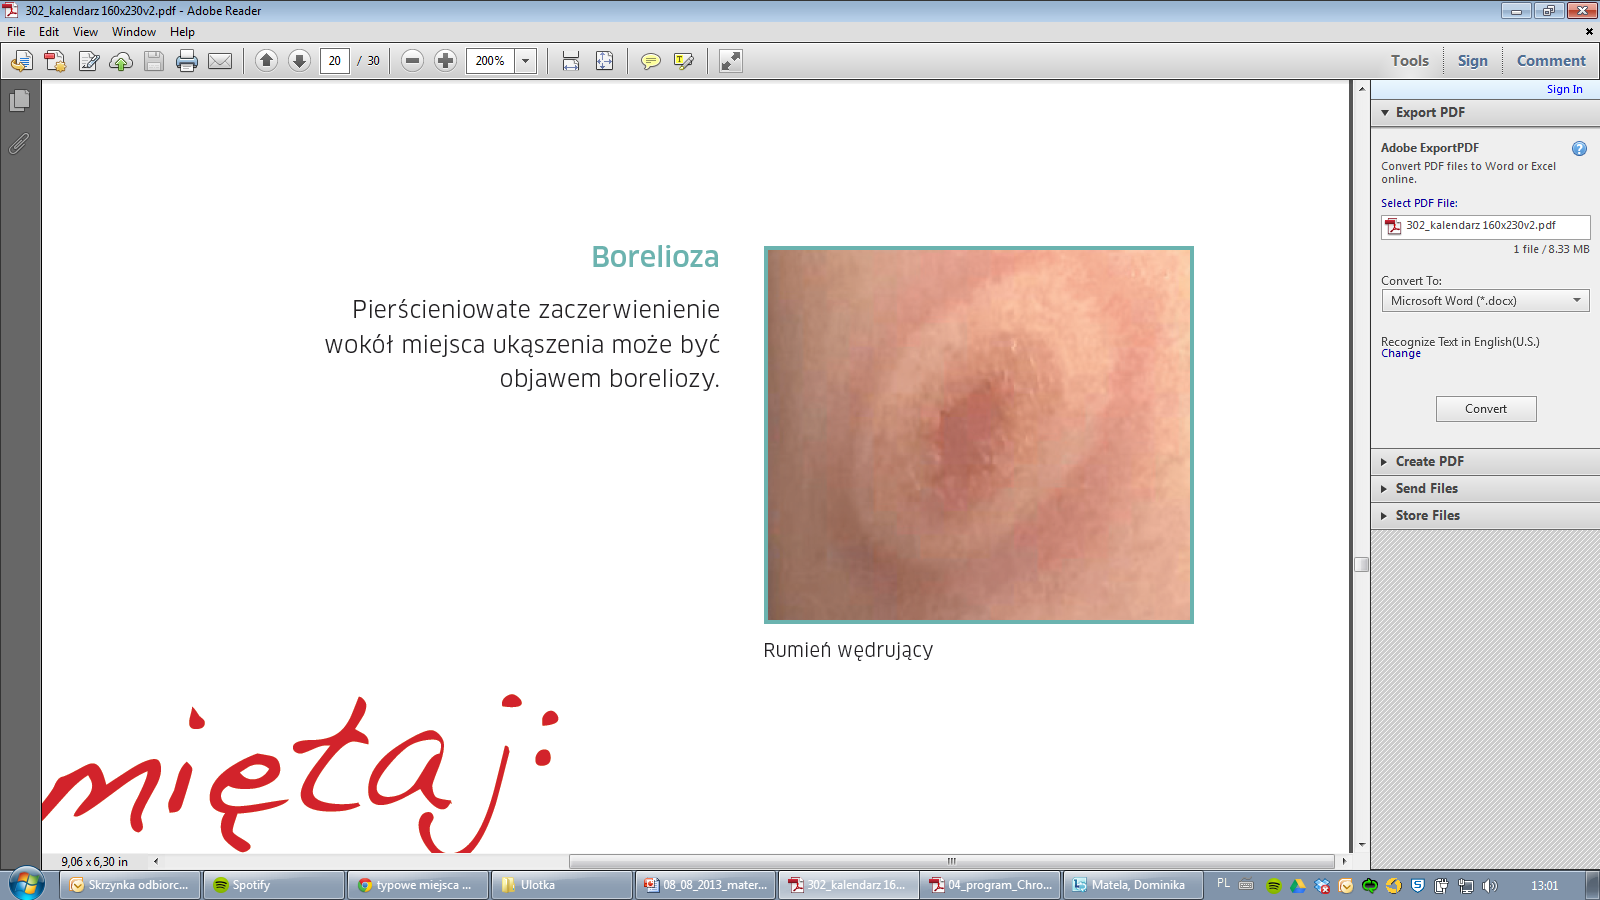 302_kalendarz 160x230v2.pdf - Adobe Reader
File Edit View Window Help
20 / 30
200%
Tools Sign Comment
Sign In
Export PDF
Adobe ExportPDF
Convert PDF files to Word or Excel
online.
Select PDF File:
302_kalendarz 160x230v2.pdf
1 file / 8.33 MB
Convert To:
Microsoft Word (*.docx)
Recognize Text in English(U.S.)
Change
Convert
Create PDF
Send Files
Store Files
Borelioza
Pierścieniowate zaczerwienienie
wokół miejsca ukąszenia może być
objawem boreliozy.
Rumień wędrujący
miętaj:
9,06 x 6,30 in
Skrzynka odbiorc...
Spotify
typowe miejsca ...
Ulotka
08_08_2013_mater...
302_kalendarz 16...
04_program_Chro...
Matela, Dominika
PL
13:01